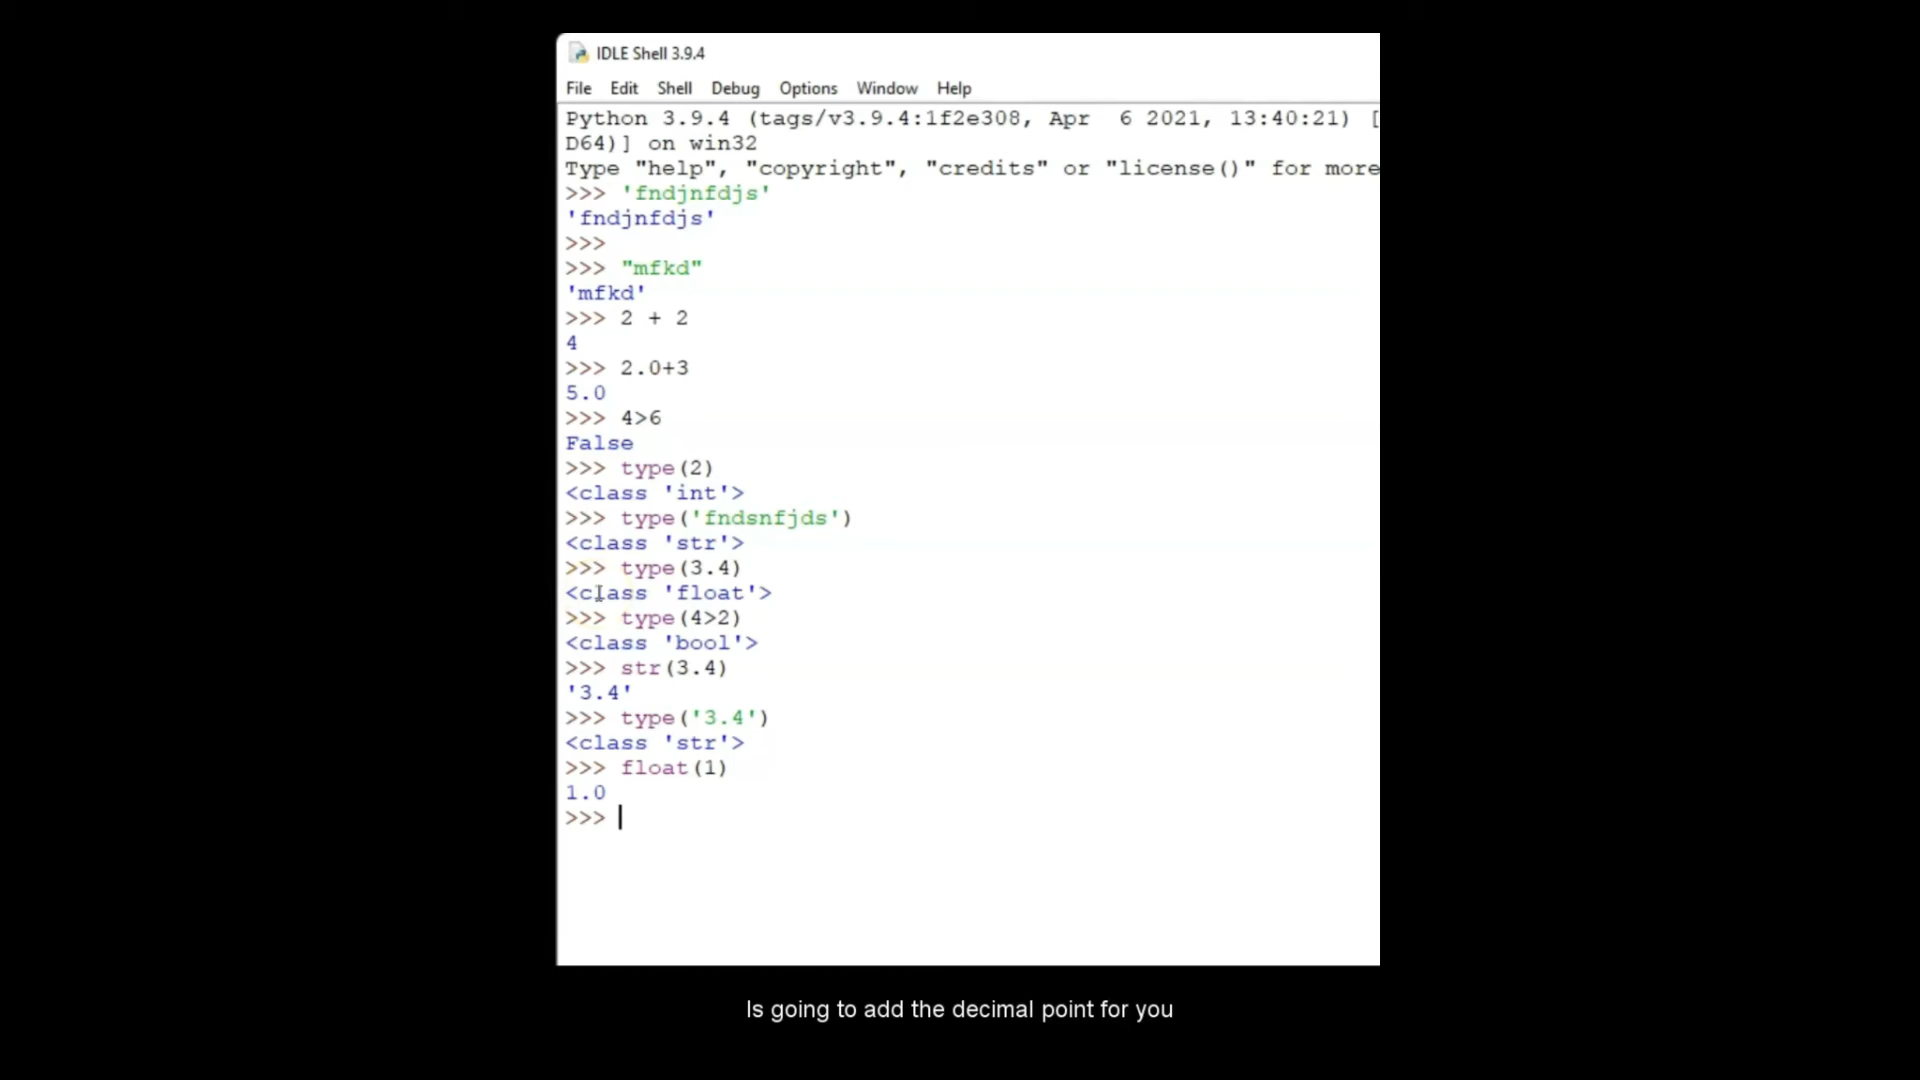 IDLE Shell 3.9.4
File Edit Shell Debug Options Window Help
Python 3.9.4 (tags/v3.9.4:1f2e308, Apr  6 2021, 13:40:21) [
D64)] on win32
Type "help", "copyright", "credits" or "license()" for more
>>> 'fndjnfdjs'
'fndjnfdjs'
>>>
>>> "mfkd"
'mfkd'
>>> 2 + 2
4
>>> 2.0+3
5.0
>>> 4>6
False
>>> type(2)
<class 'int'>
>>> type('fndsnfjds')
<class 'str'>
>>> type(3.4)
<class 'float'>
>>> type(4>2)
<class 'bool'>
>>> str(3.4)
'3.4'
>>> type('3.4')
<class 'str'>
>>> float(1)
1.0
>>>
Is going to add the decimal point for you